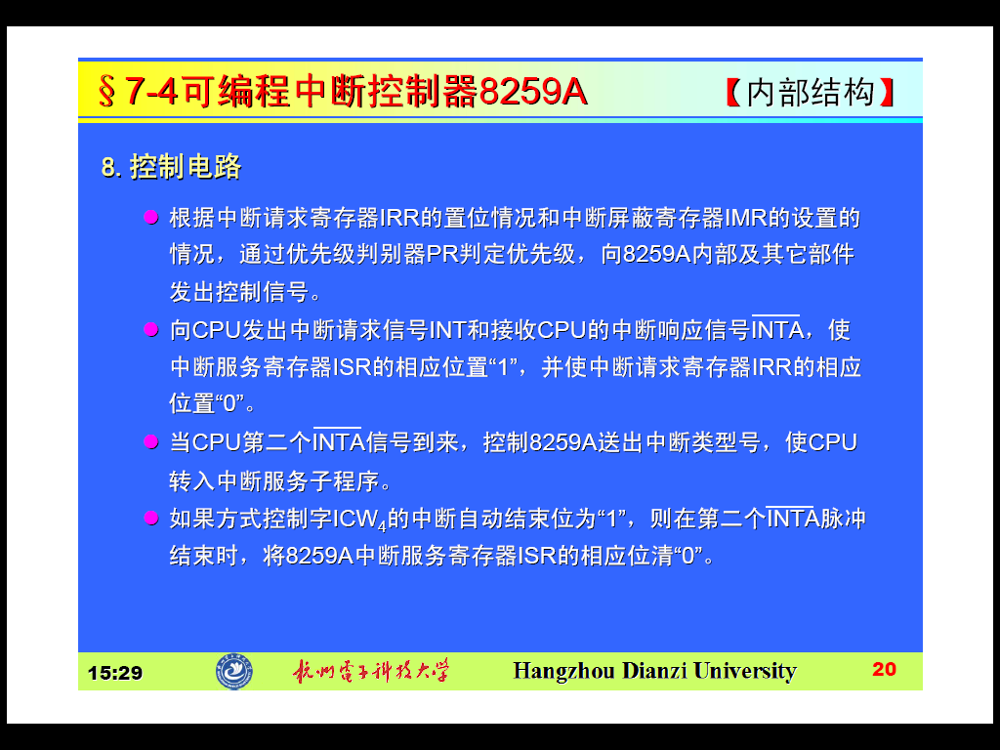 §7-4可编程中断控制器8259A 【内部结构】
8. 控制电路
根据中断请求寄存器IRR的置位情况和中断屏蔽寄存器IMR的设置的
情况，通过优先级判别器PR判定优先级，向8259A内部及其它部件
发出控制信号。
向CPU发出中断请求信号INT和接收CPU的中断响应信号I̅N̅T̅A̅，使
中断服务寄存器ISR的相应位置“1”，并使中断请求寄存器IRR的相应
位置“0”。
当CPU第二个I̅N̅T̅A̅信号到来，控制8259A送出中断类型号，使CPU
转入中断服务子程序。
如果方式控制字ICW₄的中断自动结束位为“1”，则在第二个I̅N̅T̅A̅脉冲
结束时，将8259A中断服务寄存器ISR的相应位清“0”。
15:29 杭州电子科技大学 Hangzhou Dianzi University 20